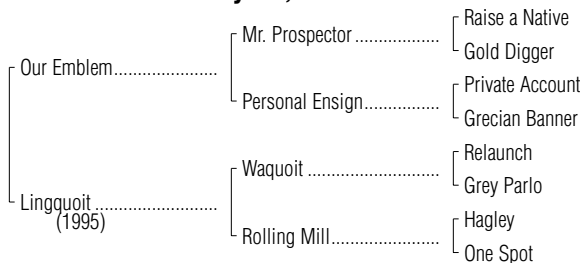 Raise a Native
Mr. Prospector ....................
Gold Digger
Our Emblem.........................
Private Account
Personal Ensign..................
Grecian Banner
Relaunch
Waquoit ...............................
Grey Parlo
Lingquoit .............................
(1995)
Hagley
Rolling Mill..........................
One Spot